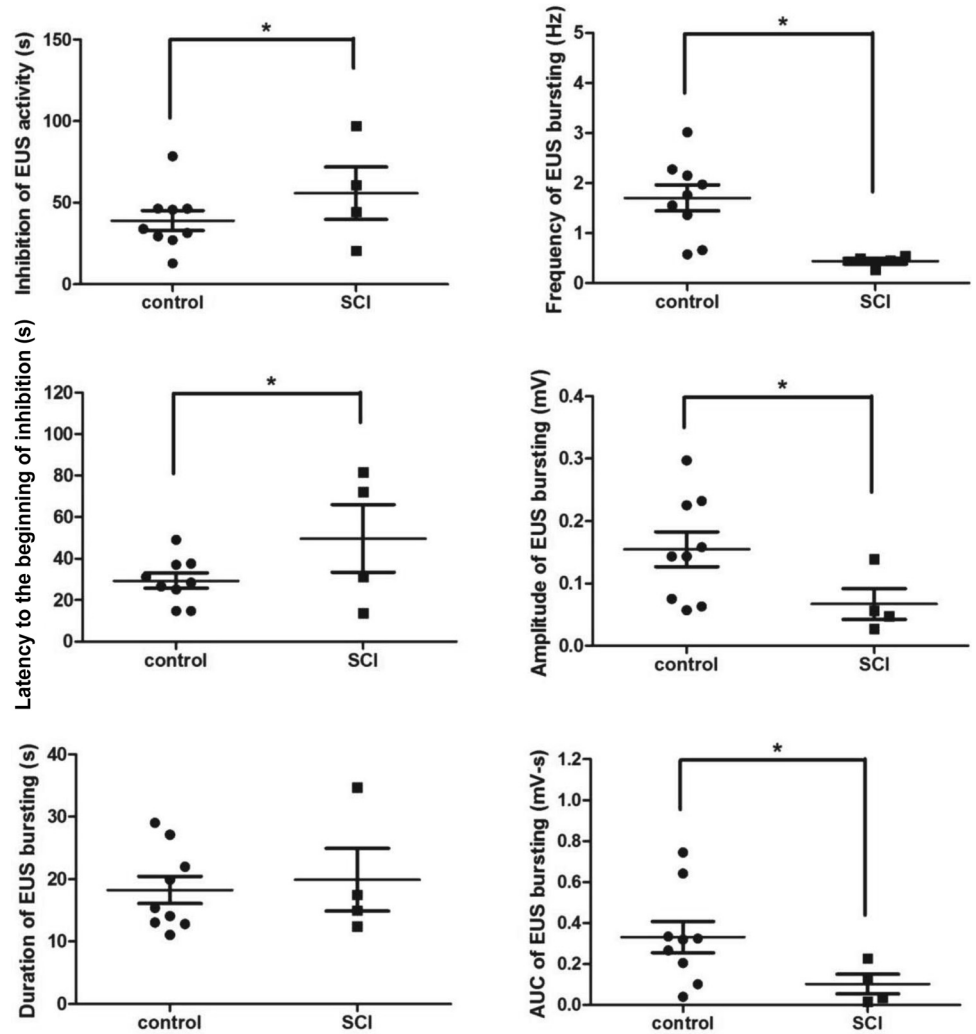 Inhibition of EUS activity (s)
150
100
50
0
*
control
SCI
Frequency of EUS bursting (Hz)
5
4
3
2
1
0
*
control
SCI
Latency to the beginning of inhibition (s)
120
100
80
60
40
20
0
*
control
SCI
Amplitude of EUS bursting (mV)
0.4
0.3
0.2
0.1
0.0
*
control
SCI
Duration of EUS bursting (s)
40
30
20
10
0
control
SCI
AUC of EUS bursting (mV-s)
1.2
1.0
0.8
0.6
0.4
0.2
0.0
*
control
SCI